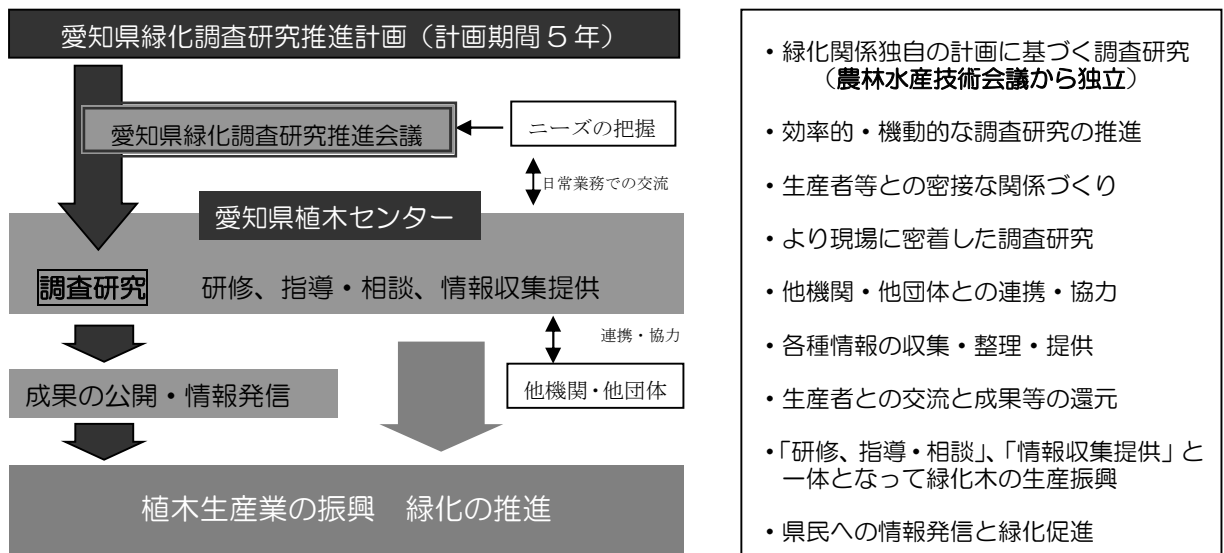 愛知県緑化調査研究推進計画（計画期間５年）
愛知県緑化調査研究推進会議
ニーズの把握
日常業務での交流
愛知県植木センター
調査研究
研修、指導・相談、情報収集提供
連携・協力
成果の公開・情報発信
他機関・他団体
植木生産業の振興　緑化の推進
・緑化関係独自の計画に基づく調査研究
（農林水産技術会議から独立）
・効率的・機動的な調査研究の推進
・生産者等との密接な関係づくり
・より現場に密着した調査研究
・他機関・他団体との連携・協力
・各種情報の収集・整理・提供
・生産者との交流と成果等の還元
・「研修、指導・相談」、「情報収集提供」と
一体となって緑化木の生産振興
・県民への情報発信と緑化促進